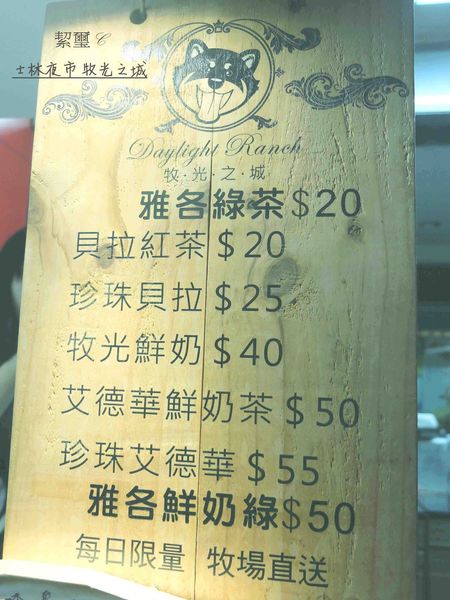 絜璽C
士林夜市 牧光之城
Daylight Ranch
牧·光·之·城
雅各綠茶$20
貝拉紅茶$20
珍珠貝拉$25
牧光鮮奶$40
艾德華鮮奶茶$50
珍珠艾德華$55
雅各鮮奶綠$50
每日限量 牧場直送